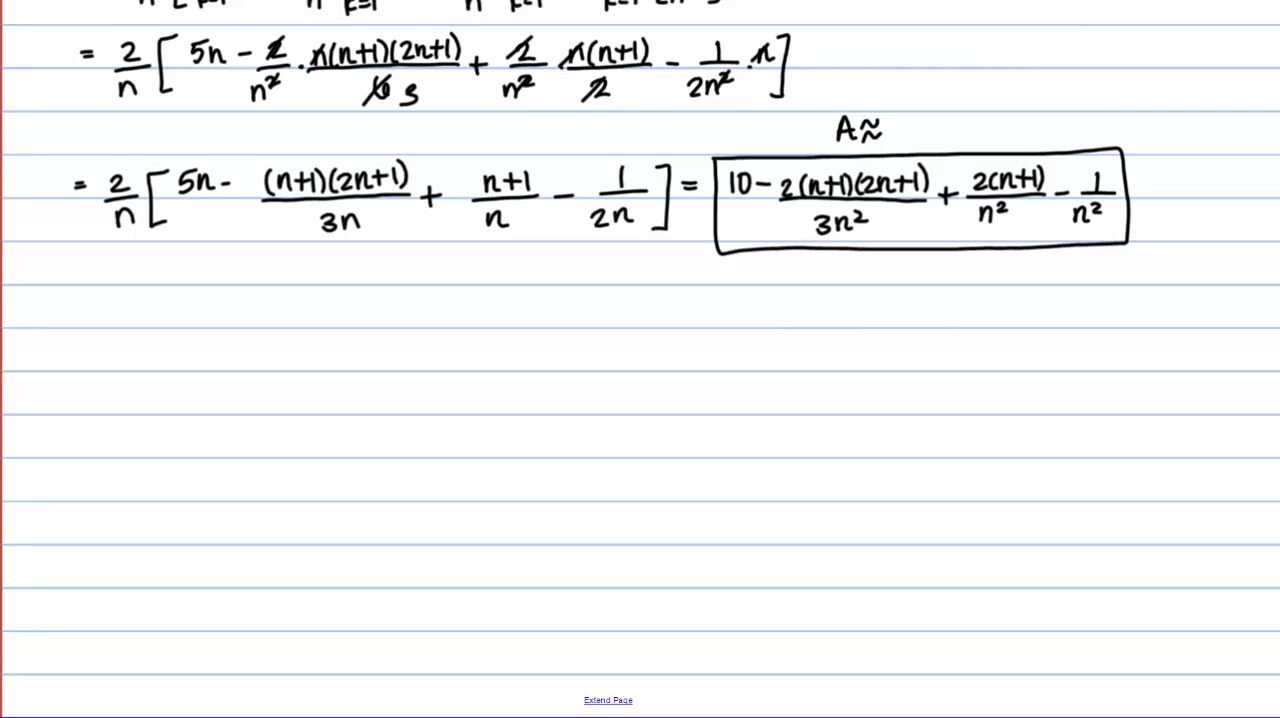 = 2/n [ 5n - 2/n² · n(n+1)(2n+1)/6 3 + 2/n² n(n+1)/2 - 1/2n² · n ]
A≈
= 2/n [ 5n - (n+1)(2n+1)/3n + n+1/n - 1/2n ] = 10 - 2(n+1)(2n+1)/3n² + 2(n+1)/n² - 1/n²
Extend Page